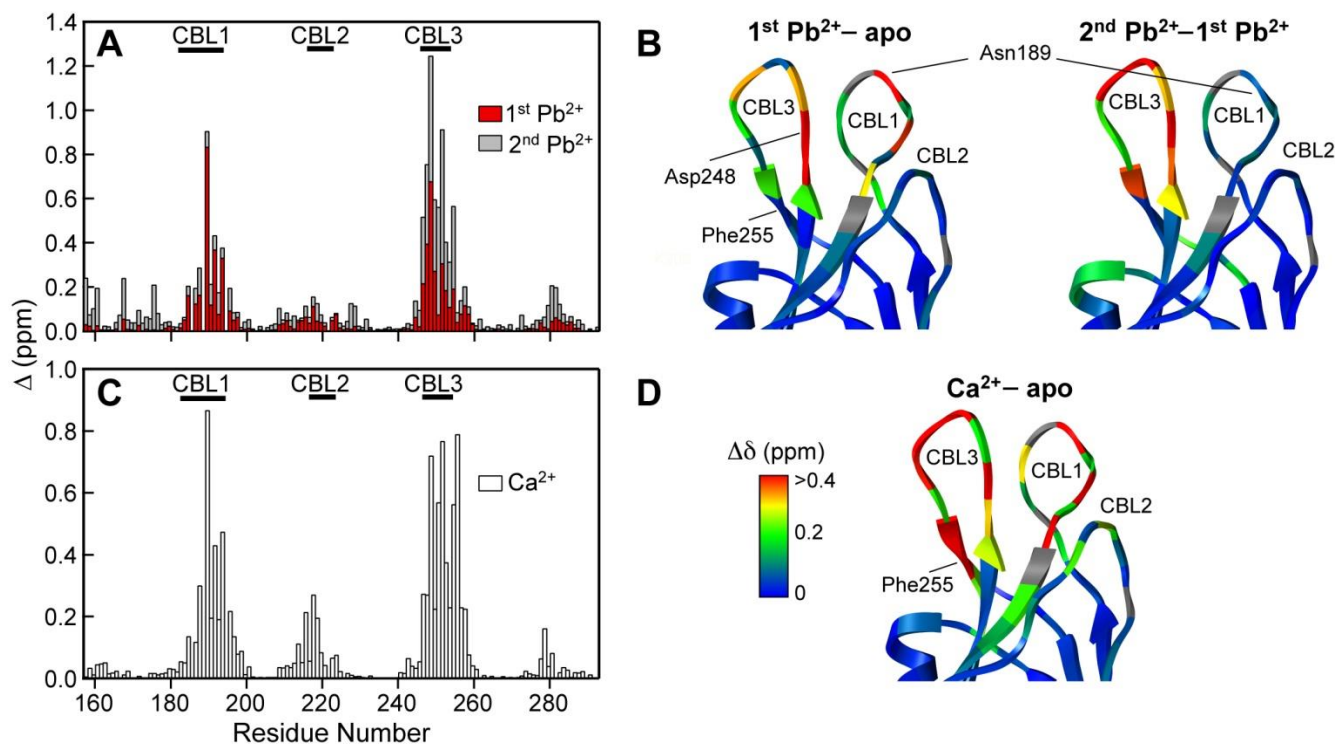 A
CBL1 CBL2 CBL3
1st Pb2+
2nd Pb2+
1.4
1.2
1.0
0.8
0.6
0.4
0.2
0.0
Δ (ppm)
B
1st Pb2+– apo
2nd Pb2+–1st Pb2+
Asn189
CBL3
CBL1
CBL2
Asp248
Phe255
CBL3
CBL1
CBL2
C
CBL1 CBL2 CBL3
Ca2+
1.0
0.8
0.6
0.4
0.2
0.0
160 180 200 220 240 260 280
Residue Number
D
Ca2+– apo
Δδ (ppm)
>0.4
0.2
0
CBL3
CBL1
CBL2
Phe255